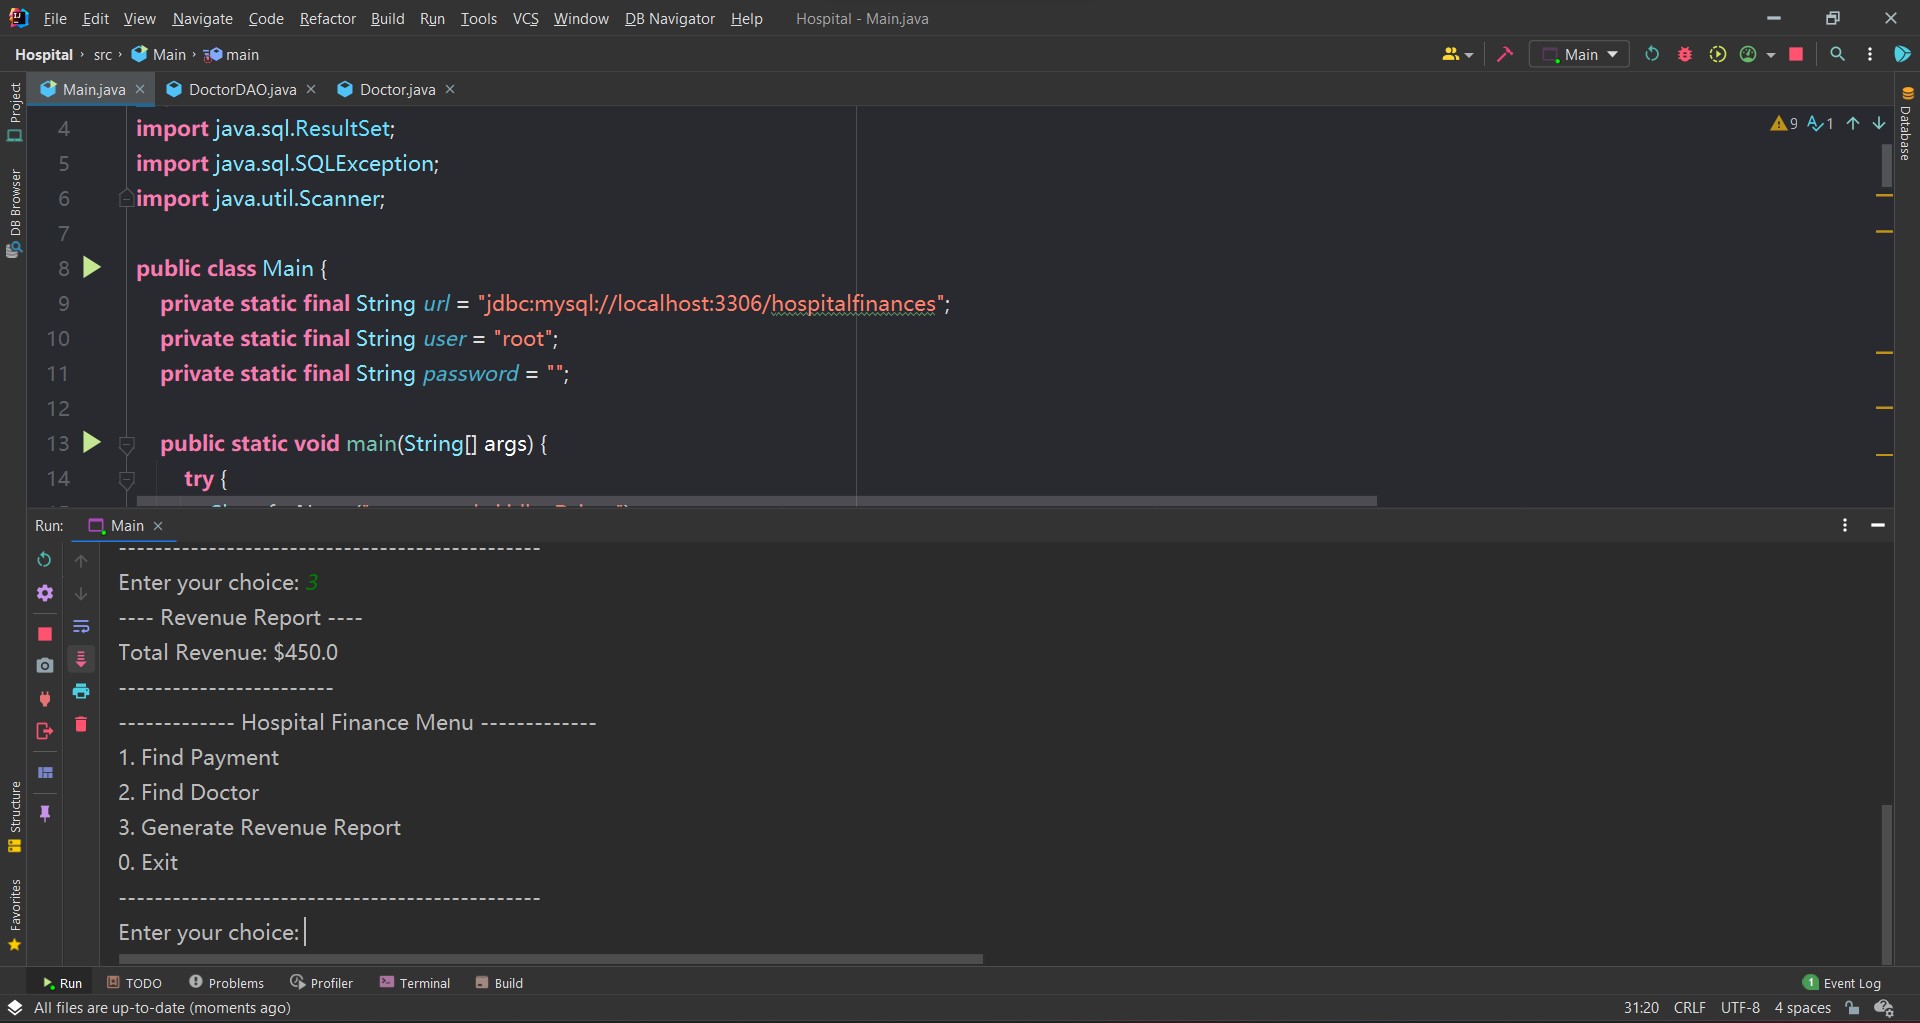 File Edit View Navigate Code Refactor Build Run Tools VCS Window DB Navigator Help Hospital - Main.java
Hospital src Main main
Main
Main.java DoctorDAO.java Doctor.java
Project
DB Browser
Structure
Favorites
Database
9 1
4 import java.sql.ResultSet;
5 import java.sql.SQLException;
6 import java.util.Scanner;
7
8 public class Main {
9 private static final String url = "jdbc:mysql://localhost:3306/hospitalfinances";
10 private static final String user = "root";
11 private static final String password = "";
12
13 public static void main(String[] args) {
14 try {
Run: Main
-----------------------------------------------
Enter your choice: 3
---- Revenue Report ----
Total Revenue: $450.0
------------------------
------------- Hospital Finance Menu -------------
1. Find Payment
2. Find Doctor
3. Generate Revenue Report
0. Exit
-----------------------------------------------
Enter your choice:
Run TODO Problems Profiler Terminal Build 1 Event Log
All files are up-to-date (moments ago) 31:20 CRLF UTF-8 4 spaces